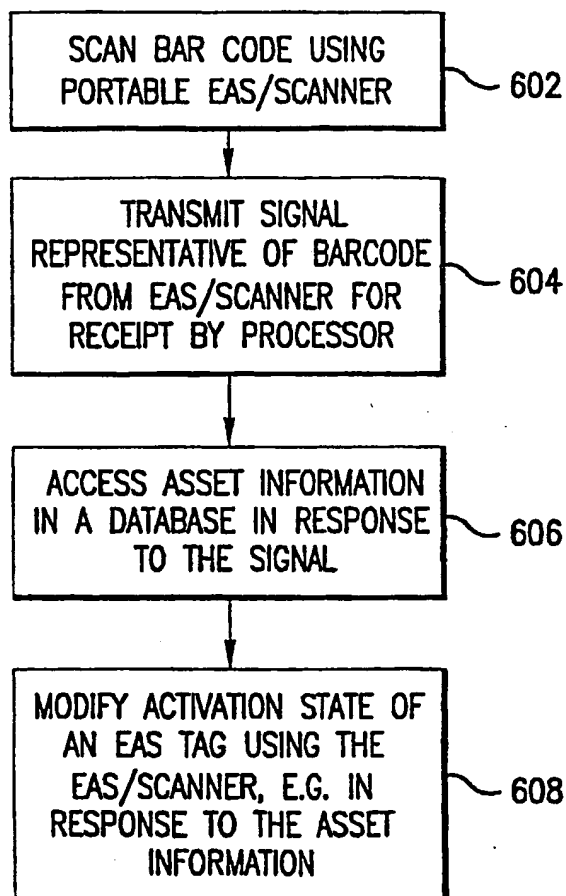 SCAN BAR CODE USING
PORTABLE EAS/SCANNER
602
TRANSMIT SIGNAL
REPRESENTATIVE OF BARCODE
FROM EAS/SCANNER FOR
RECEIPT BY PROCESSOR
604
ACCESS ASSET INFORMATION
IN A DATABASE IN RESPONSE
TO THE SIGNAL
606
MODIFY ACTIVATION STATE OF
AN EAS TAG USING THE
EAS/SCANNER, E.G. IN
RESPONSE TO THE ASSET
INFORMATION
608